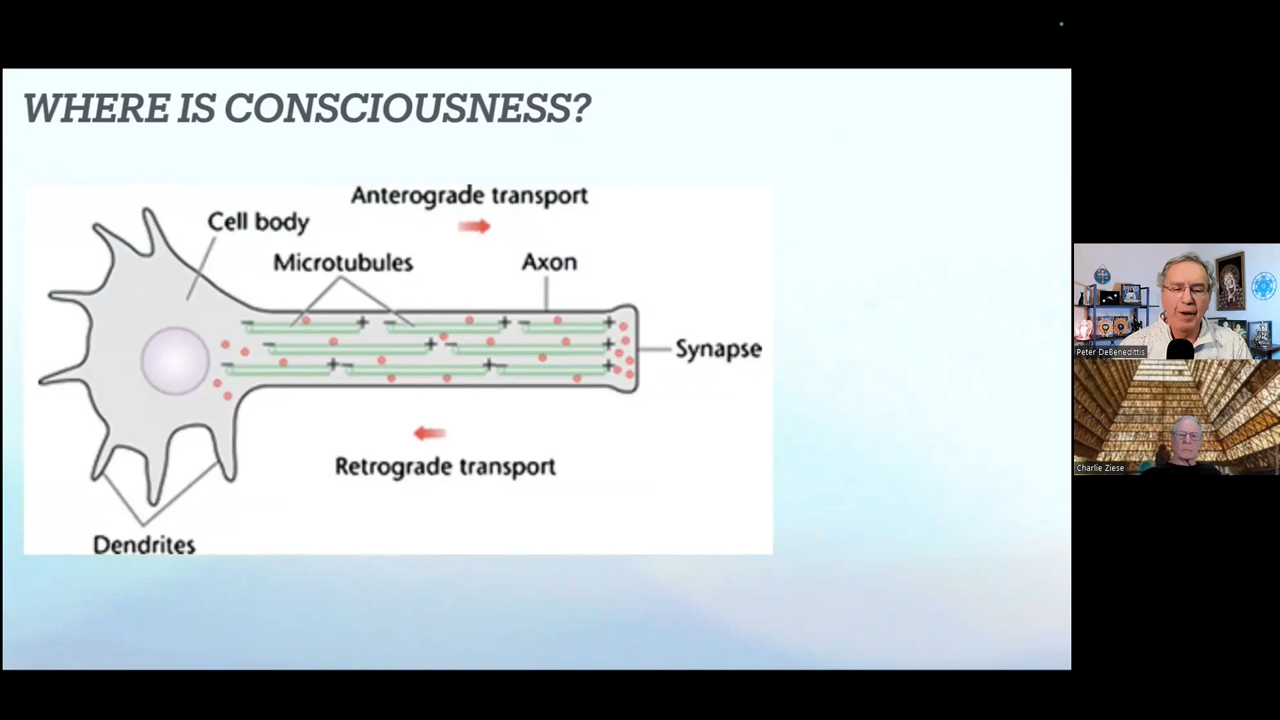 WHERE IS CONSCIOUSNESS?
Anterograde transport
Cell body
Microtubules
Axon
Synapse
Retrograde transport
Dendrites
Peter DeBenedittis
Charlie Ziese